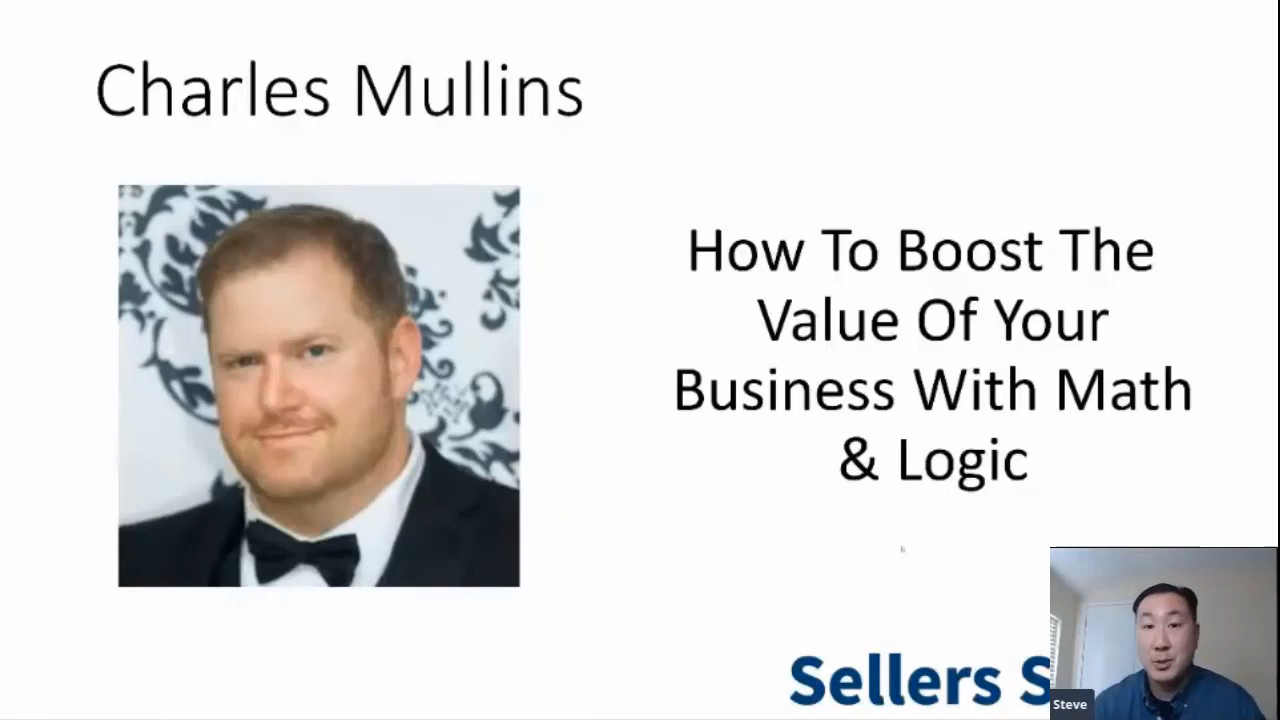 Charles Mullins
How To Boost The
Value Of Your
Business With Math
& Logic
Sellers S
Steve